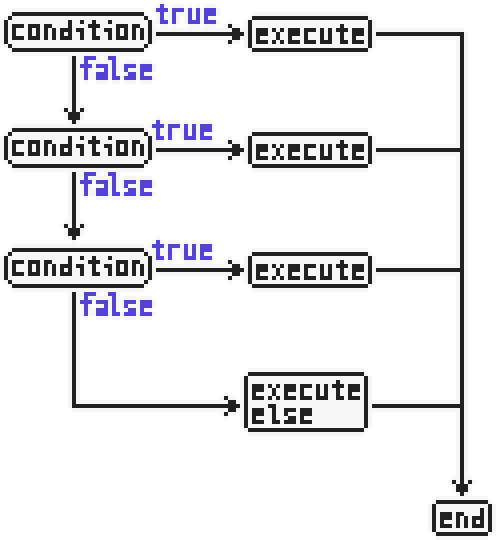 condition
true
execute
false
condition
true
execute
false
condition
true
execute
false
execute
else
end